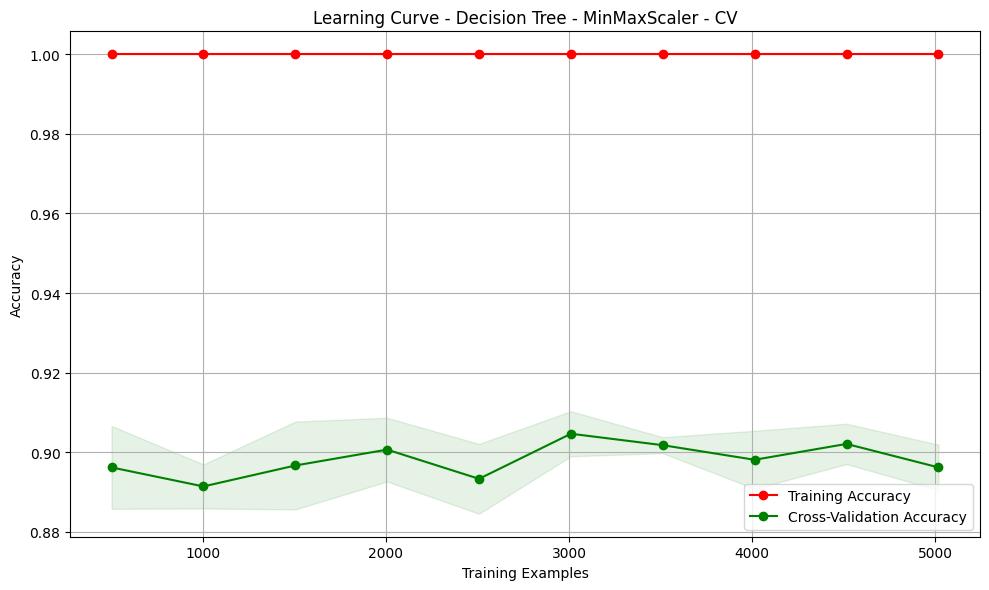 Learning Curve - Decision Tree - MinMaxScaler - CV
Accuracy
1.00
0.98
0.96
0.94
0.92
0.90
0.88
1000 2000 3000 4000 5000
Training Examples
Training Accuracy
Cross-Validation Accuracy